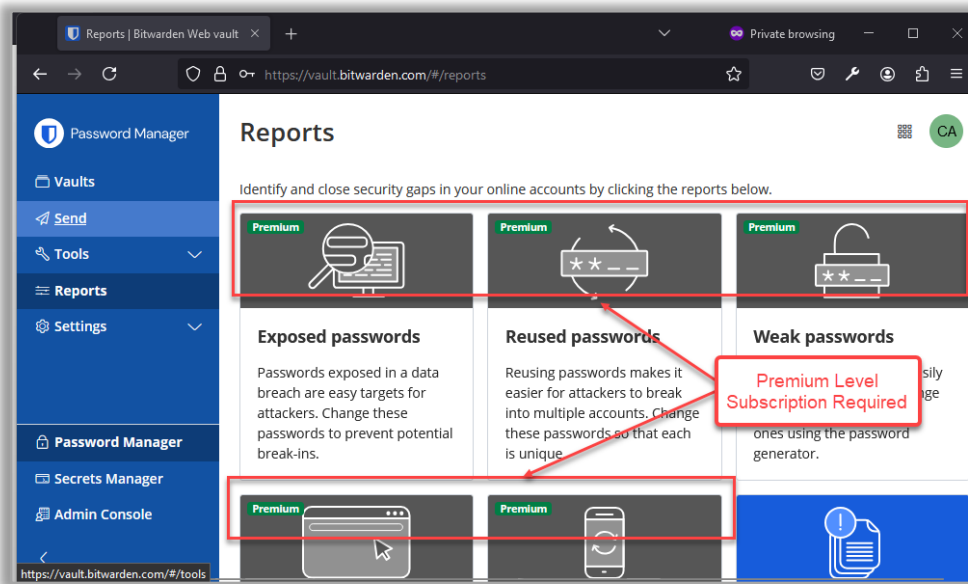 Reports | Bitwarden Web vault
Private browsing
https://vault.bitwarden.com/#/reports
Password Manager
Reports
CA
Vaults
Identify and close security gaps in your online accounts by clicking the reports below.
Send
Premium
Premium
Premium
Tools
**__
**__
Reports
Settings
Exposed passwords
Reused passwords
Weak passwords
Passwords exposed in a data
breach are easy targets for
attackers. Change these
passwords to prevent potential
break-ins.
Reusing passwords makes it
easier for attackers to break
into multiple accounts. Change
these passwords so that each
is unique.
ones using the password
generator.
Premium Level
Subscription Required
Password Manager
Secrets Manager
Admin Console
Premium
Premium
https://vault.bitwarden.com/#/tools